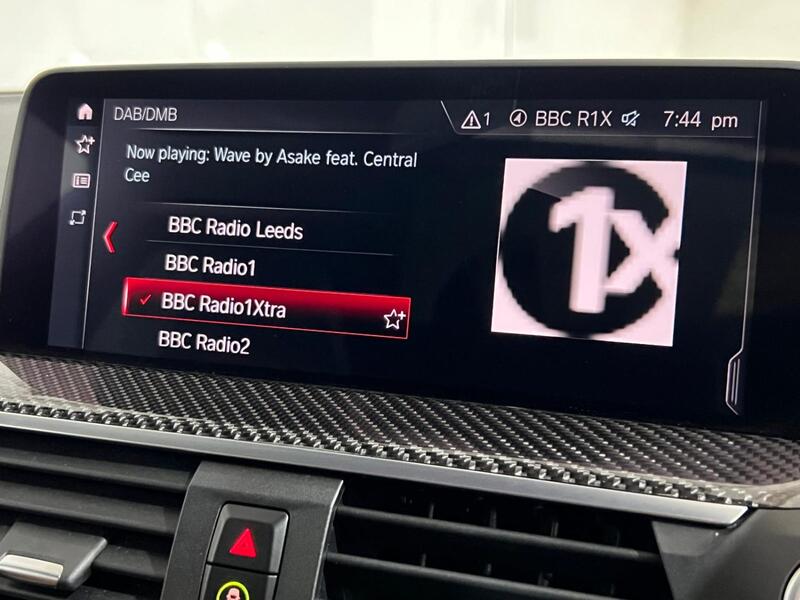 DAB/DMB
1 BBC R1X 7:44 pm
Now playing: Wave by Asake feat. Central
Cee
BBC Radio Leeds
BBC Radio1
BBC Radio1Xtra
BBC Radio2
1x